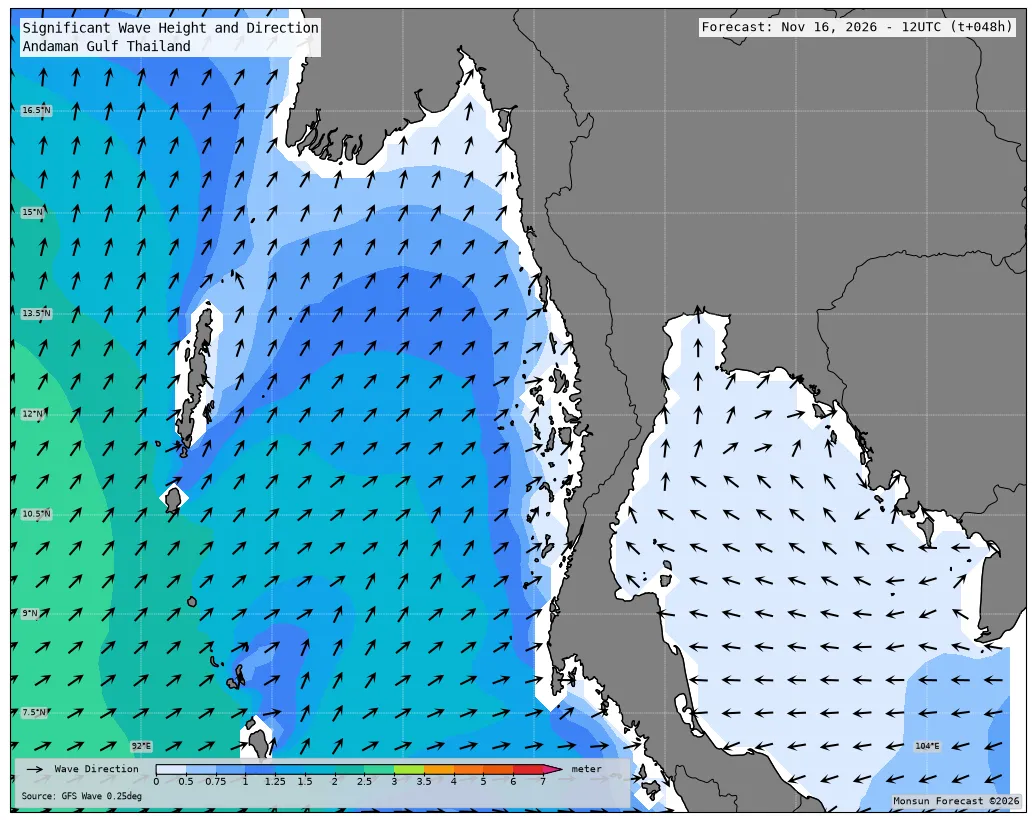 Significant Wave Height and Direction
Andaman Gulf Thailand
Forecast: Nov 16, 2026 - 12UTC (t+048h)
16.5°N
15°N
13.5°N
12°N
10.5°N
9°N
7.5°N
92°E
104°E
Wave Direction
meter
0 0.5 0.75 1 1.25 1.5 2 2.5 3 3.5 4 5 6 7
Source: GFS Wave 0.25deg
Monsun Forecast ©2026